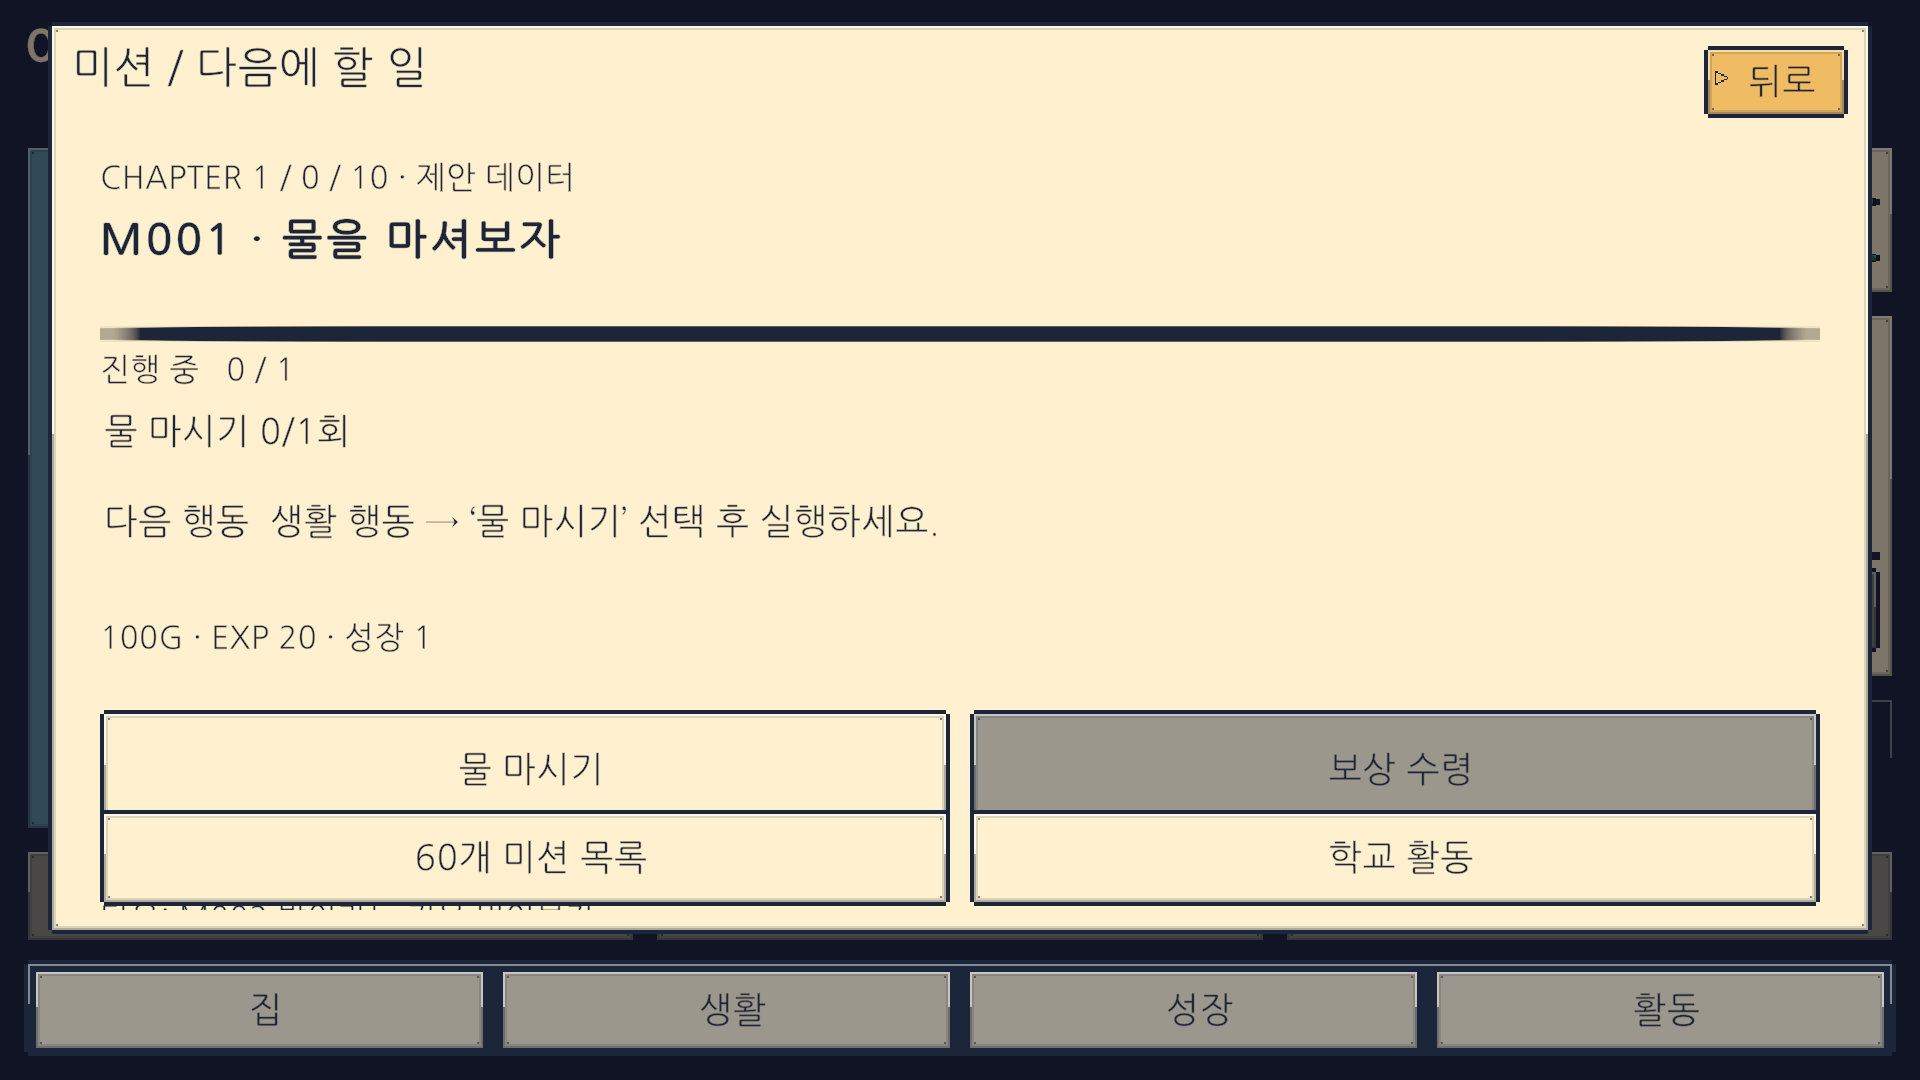 미션 / 다음에 할 일
뒤로
CHAPTER 1 / 0 / 10 · 제안 데이터
M001 · 물을 마셔보자
진행 중 0 / 1
물 마시기 0/1회
다음 행동 생활 행동 → ‘물 마시기’ 선택 후 실행하세요.
100G · EXP 20 · 성장 1
물 마시기
보상 수령
60개 미션 목록
학교 활동
집
생활
성장
활동